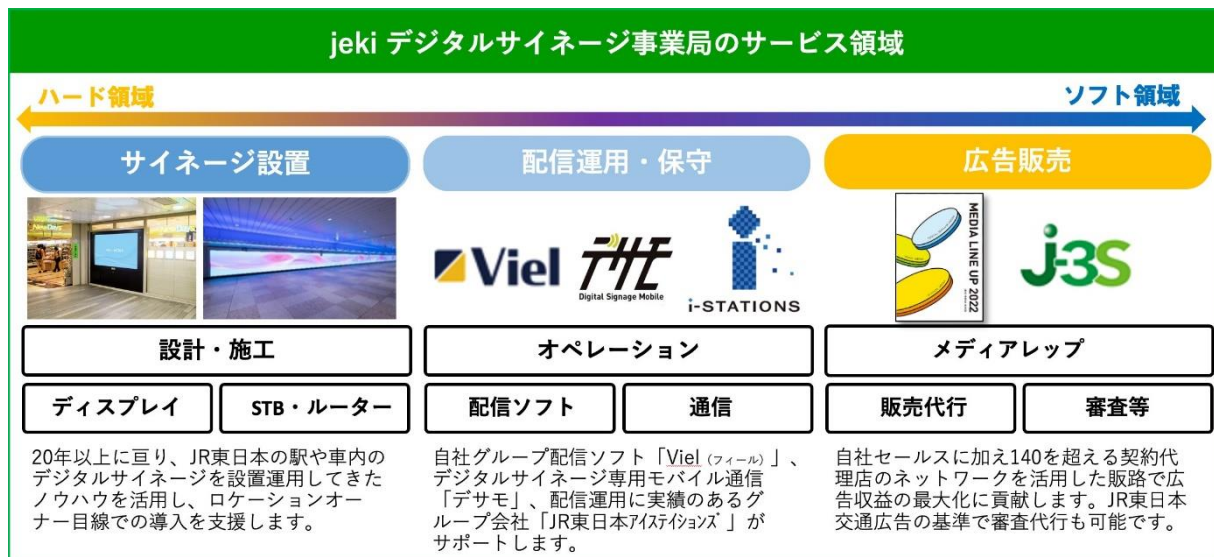 jeki デジタルサイネージ事業局のサービス領域
ハード領域
ソフト領域
サイネージ設置
配信運用・保守
広告販売
NewDays
Viel
デサモ
Digital Signage Mobile
i-STATIONS
MEDIA LINE UP 2022
J-3S
設計・施工
オペレーション
メディアレップ
ディスプレイ
STB・ルーター
配信ソフト
通信
販売代行
審査等
20年以上に亘り、JR東日本の駅や車内の
デジタルサイネージを設置運用してきた
ノウハウを活用し、ロケーションオー
ナー目線での導入を支援します。
自社グループ配信ソフト「Viel（フィール）」、
デジタルサイネージ専用モバイル通信
「デサモ」、配信運用に実績のあるグ
ループ会社「JR東日本ｱｲｽﾃｲｼｮﾝｽﾞ」が
サポートします。
自社セールスに加え140を超える契約代
理店のネットワークを活用した販路で広
告収益の最大化に貢献します。JR東日本
交通広告の基準で審査代行も可能です。